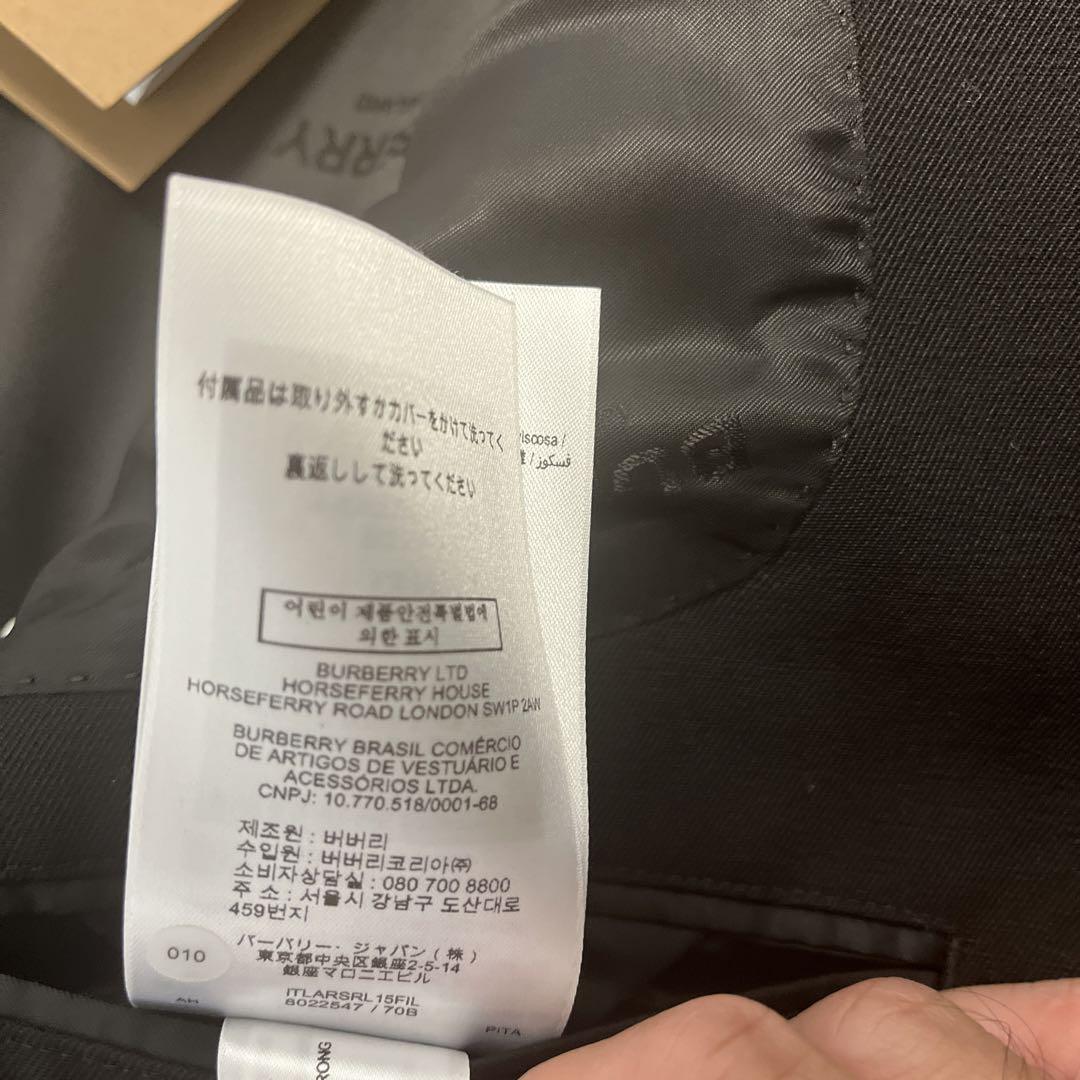 付属品は取り外すかカバーをかけて洗ってく
ださい
裏返しして洗ってください
viscosa /
فسكوز /
어린이 제품안전특별법에
의한 표시
BURBERRY LTD
HORSEFERRY HOUSE
HORSEFERRY ROAD LONDON SW1P 2AW
BURBERRY BRASIL COMÉRCIO
DE ARTIGOS DE VESTUÁRIO E
ACESSÓRIOS LTDA.
CNPJ: 10.770.518/0001-68
제조원 : 버버리
수입원 : 버버리코리아㈜
소비자상담실 : 080 700 8800
주 소 : 서울시 강남구 도산대로
459번지
バーバリー・ジャパン ( 株 )
東京都中央区銀座2-5-14
銀座マロニエビル
010
ITLARSRL15FIL
8022547 / 70B
AH
PITA
RONG